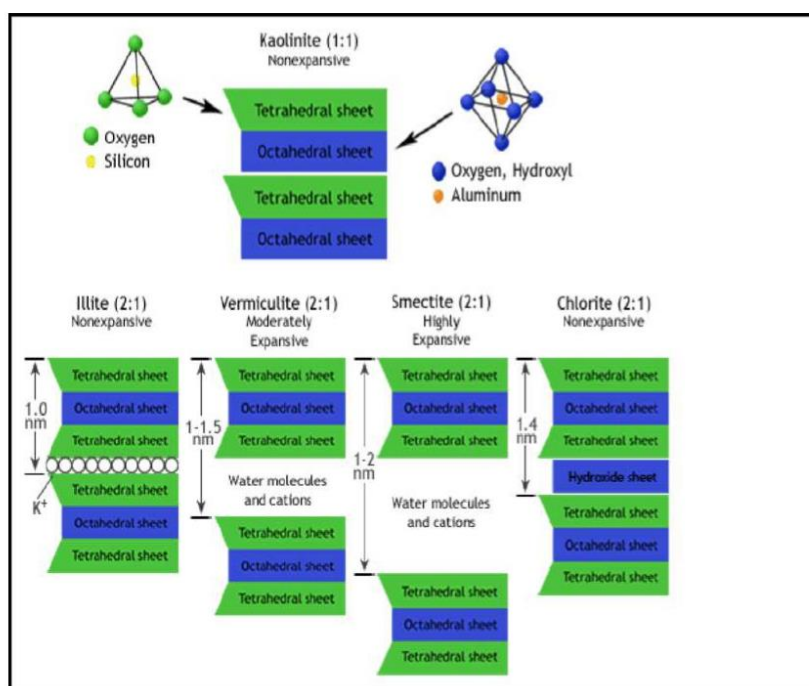 Kaolinite (1:1)
Nonexpansive
Tetrahedral sheet
Octahedral sheet
Tetrahedral sheet
Octahedral sheet
Oxygen
Silicon
Oxygen, Hydroxyl
Aluminum
Illite (2:1)
Nonexpansive
1.0
nm
Tetrahedral sheet
Octahedral sheet
Tetrahedral sheet
K+
Tetrahedral sheet
Octahedral sheet
Tetrahedral sheet
Vermiculite (2:1)
Moderately
Expansive
1-1.5
nm
Tetrahedral sheet
Octahedral sheet
Tetrahedral sheet
Water molecules
and cations
Tetrahedral sheet
Octahedral sheet
Tetrahedral sheet
Smectite (2:1)
Highly
Expansive
1-2
nm
Tetrahedral sheet
Octahedral sheet
Tetrahedral sheet
Water molecules
and cations
Tetrahedral sheet
Octahedral sheet
Tetrahedral sheet
Chlorite (2:1)
Nonexpansive
1.4
nm
Tetrahedral sheet
Octahedral sheet
Tetrahedral sheet
Hydroxide sheet
Tetrahedral sheet
Octahedral sheet
Tetrahedral sheet